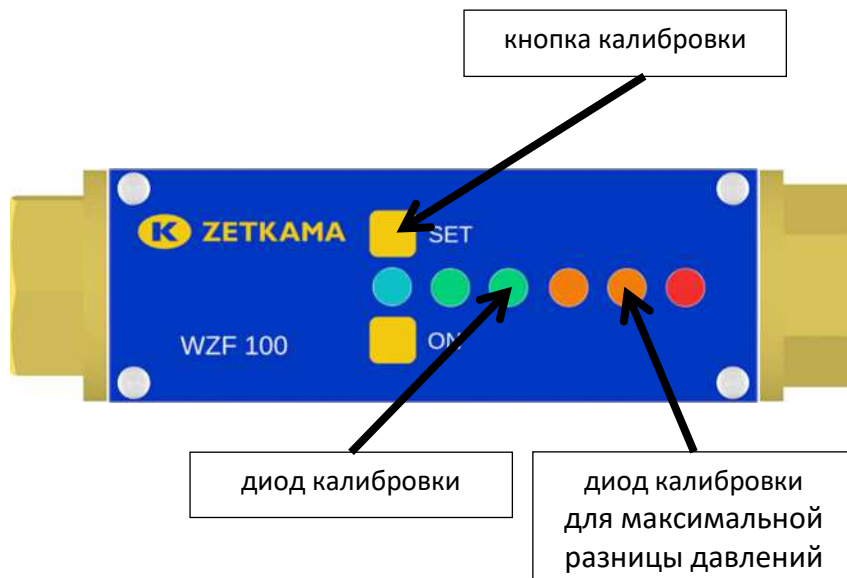 кнопка калибровки
K ZETKAMA
SET
WZF 100
ON
диод калибровки
диод калибровки
для максимальной
разницы давлений